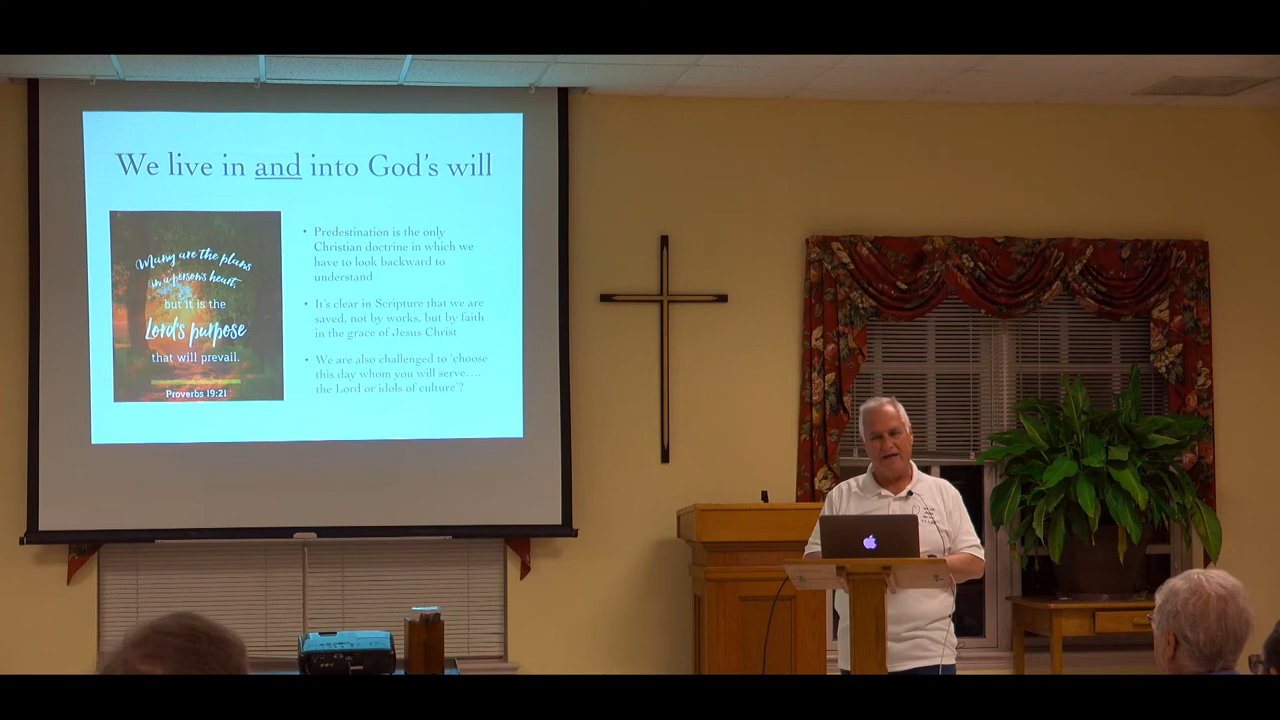 We live in and into God's will
Many are the plans
in a person's heart,
but it is the
Lord's purpose
that will prevail.
Proverbs 19:21
• Predestination is the only
Christian doctrine in which we
have to look backward to
understand
• It's clear in Scripture that we are
saved, not by works, but by faith
in the grace of Jesus Christ
• We are also challenged to 'choose
this day whom you will serve….
the Lord or idols of culture'?